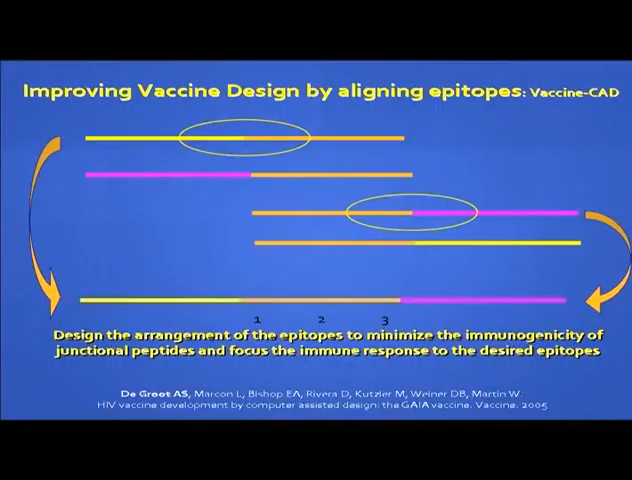 Improving Vaccine Design by aligning epitopes: Vaccine-CAD
1 2 3
Design the arrangement of the epitopes to minimize the immunogenicity of
junctional peptides and focus the immune response to the desired epitopes
De Groot AS, Marcon L, Bishop EA, Rivera D, Kutzler M, Weiner DB, Martin W.
HIV vaccine development by computer assisted design: the GAIA vaccine. Vaccine. 2005